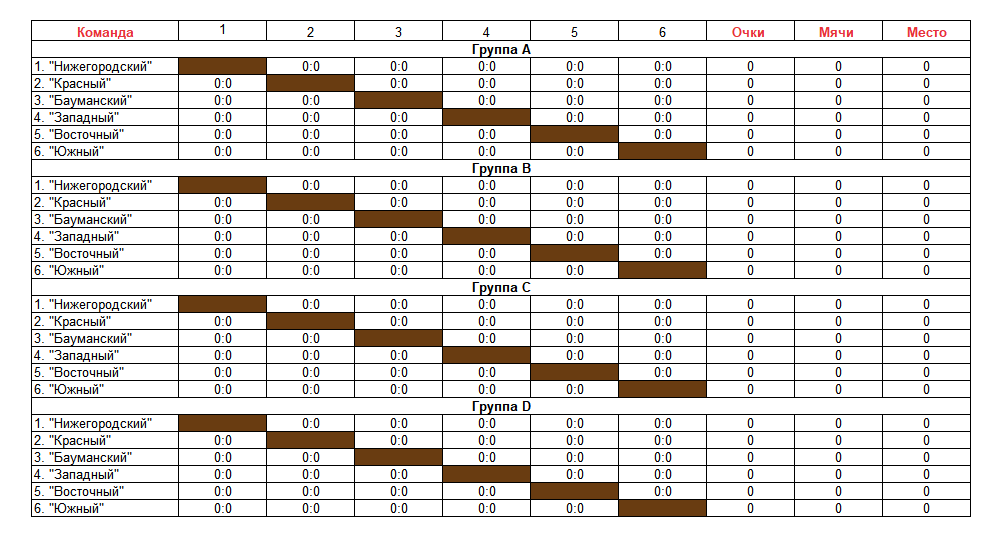 Команда 1 2 3 4 5 6 Очки Мячи Место
Группа А
1. "Нижегородский" 0:0 0:0 0:0 0:0 0:0 0 0 0
2. "Красный" 0:0 0:0 0:0 0:0 0:0 0 0 0
3. "Бауманский" 0:0 0:0 0:0 0:0 0:0 0 0 0
4. "Западный" 0:0 0:0 0:0 0:0 0:0 0 0 0
5. "Восточный" 0:0 0:0 0:0 0:0 0:0 0 0 0
6. "Южный" 0:0 0:0 0:0 0:0 0:0 0 0 0
Группа B
1. "Нижегородский" 0:0 0:0 0:0 0:0 0:0 0 0 0
2. "Красный" 0:0 0:0 0:0 0:0 0:0 0 0 0
3. "Бауманский" 0:0 0:0 0:0 0:0 0:0 0 0 0
4. "Западный" 0:0 0:0 0:0 0:0 0:0 0 0 0
5. "Восточный" 0:0 0:0 0:0 0:0 0:0 0 0 0
6. "Южный" 0:0 0:0 0:0 0:0 0:0 0 0 0
Группа C
1. "Нижегородский" 0:0 0:0 0:0 0:0 0:0 0 0 0
2. "Красный" 0:0 0:0 0:0 0:0 0:0 0 0 0
3. "Бауманский" 0:0 0:0 0:0 0:0 0:0 0 0 0
4. "Западный" 0:0 0:0 0:0 0:0 0:0 0 0 0
5. "Восточный" 0:0 0:0 0:0 0:0 0:0 0 0 0
6. "Южный" 0:0 0:0 0:0 0:0 0:0 0 0 0
Группа D
1. "Нижегородский" 0:0 0:0 0:0 0:0 0:0 0 0 0
2. "Красный" 0:0 0:0 0:0 0:0 0:0 0 0 0
3. "Бауманский" 0:0 0:0 0:0 0:0 0:0 0 0 0
4. "Западный" 0:0 0:0 0:0 0:0 0:0 0 0 0
5. "Восточный" 0:0 0:0 0:0 0:0 0:0 0 0 0
6. "Южный" 0:0 0:0 0:0 0:0 0:0 0 0 0